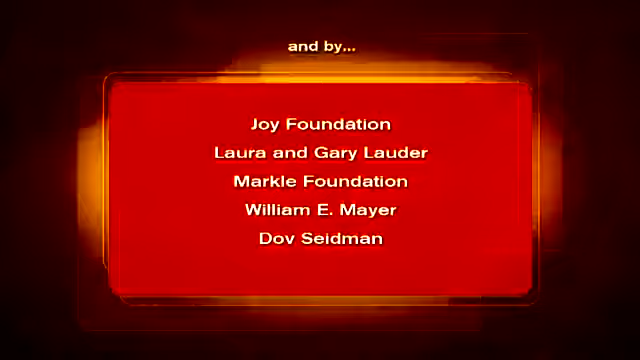 and by...
Joy Foundation
Laura and Gary Lauder
Markle Foundation
William E. Mayer
Dov Seidman